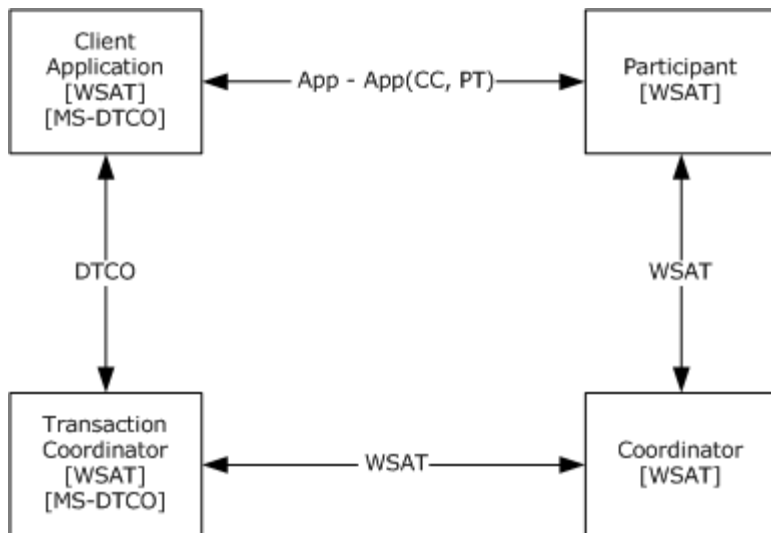 Client
Application
[WSAT]
[MS-DTCO]
App - App(CC, PT)
Participant
[WSAT]
DTCO
WSAT
Transaction
Coordinator
[WSAT]
[MS-DTCO]
WSAT
Coordinator
[WSAT]